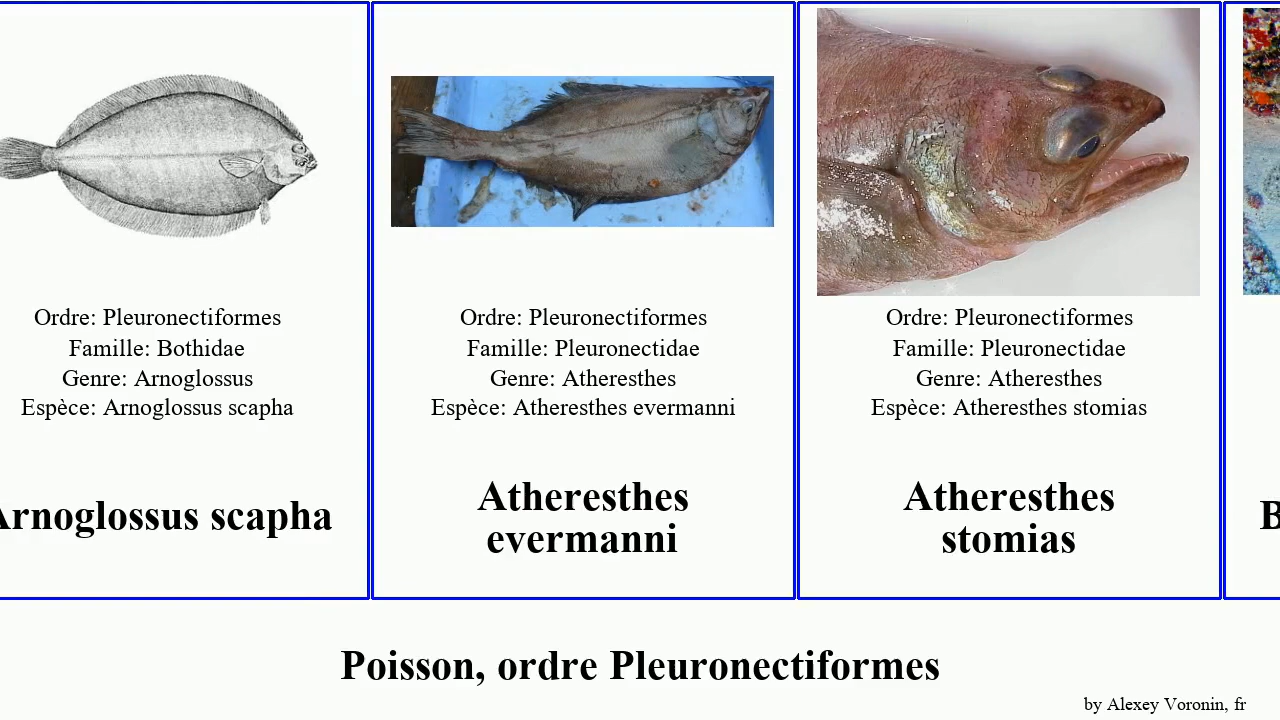 Ordre: Pleuronectiformes
Famille: Bothidae
Genre: Arnoglossus
Espèce: Arnoglossus scapha
Arnoglossus scapha
Ordre: Pleuronectiformes
Famille: Pleuronectidae
Genre: Atheresthes
Espèce: Atheresthes evermanni
Atheresthes
evermanni
Ordre: Pleuronectiformes
Famille: Pleuronectidae
Genre: Atheresthes
Espèce: Atheresthes stomias
Atheresthes
stomias
B
Poisson, ordre Pleuronectiformes
by Alexey Voronin, fr